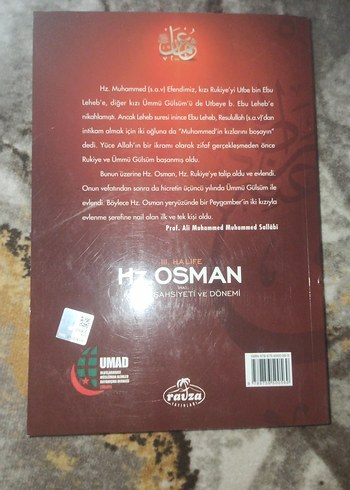 Hz. Muhammed (s.a.v) Efendimiz, kızı Rukiye'yi Utbe bin Ebu
Leheb'e, diğer kızı Ümmü Gülsüm'ü de Utbeye b. Ebu Leheb'e
nikahlamıştı. Ancak Leheb suresi inince Ebu Leheb, Resulullah (s.a.v)'dan
intikam almak için iki oğluna da "Muhammed'in kızlarını boşayın"
dedi. Yüce Allah'ın bir ikramı olarak zifaf gerçekleşmeden önce
Rukiye ve Ümmü Gülsüm boşanmış oldu.
Bunun üzerine Hz. Osman, Hz. Rukiye'ye talip oldu ve evlendi.
Onun vefatından sonra da hicretin üçüncü yılında Ümmü Gülsüm ile
evlendi. Böylece Hz. Osman yeryüzünde bir Peygamber'in iki kızıyla
evlenme şerefine nail olan ilk ve tek kişi oldu.
Prof. Ali Muhammed Muhammed Sallâbi
III. HALİFE
Hz. OSMAN
ŞAHSİYETİ ve DÖNEMİ
UMAD
ravza
YAYINLARI